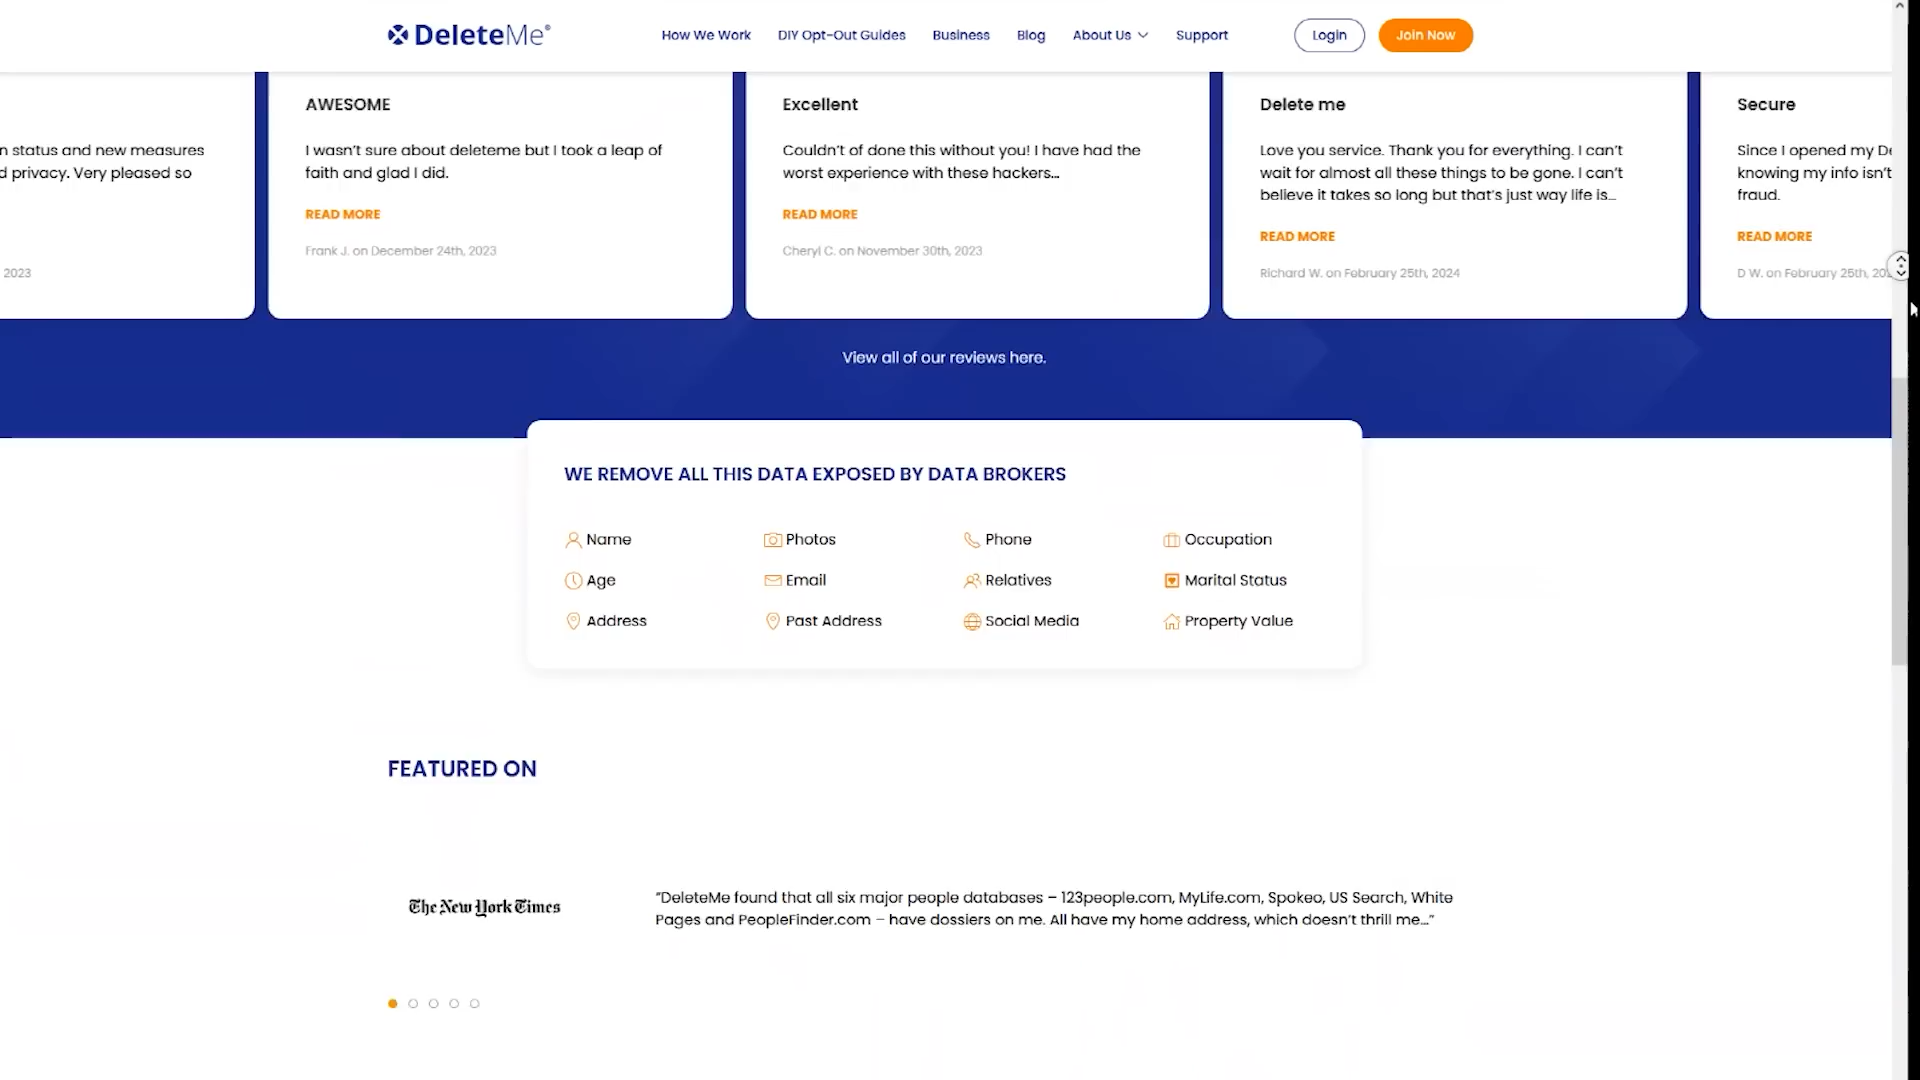 DeleteMe®
How We Work
DIY Opt-Out Guides
Business
Blog
About Us
Support
Login
Join Now
n status and new measures
d privacy. Very pleased so
2023
AWESOME
I wasn't sure about deleteme but I took a leap of
faith and glad I did.
READ MORE
Frank J. on December 24th, 2023
Excellent
Couldn't of done this without you! I have had the
worst experience with these hackers...
READ MORE
Cheryl C. on November 30th, 2023
Delete me
Love you service. Thank you for everything. I can't
wait for almost all these things to be gone. I can't
believe it takes so long but that's just way life is...
READ MORE
Richard W. on February 25th, 2024
Secure
Since I opened my De
knowing my info isn't
fraud.
READ MORE
D W. on February 25th, 20
View all of our reviews here.
WE REMOVE ALL THIS DATA EXPOSED BY DATA BROKERS
Name
Photos
Phone
Occupation
Age
Email
Relatives
Marital Status
Address
Past Address
Social Media
Property Value
FEATURED ON
The New York Times
"DeleteMe found that all six major people databases – 123people.com, MyLife.com, Spokeo, US Search, White
Pages and PeopleFinder.com – have dossiers on me. All have my home address, which doesn't thrill me..."